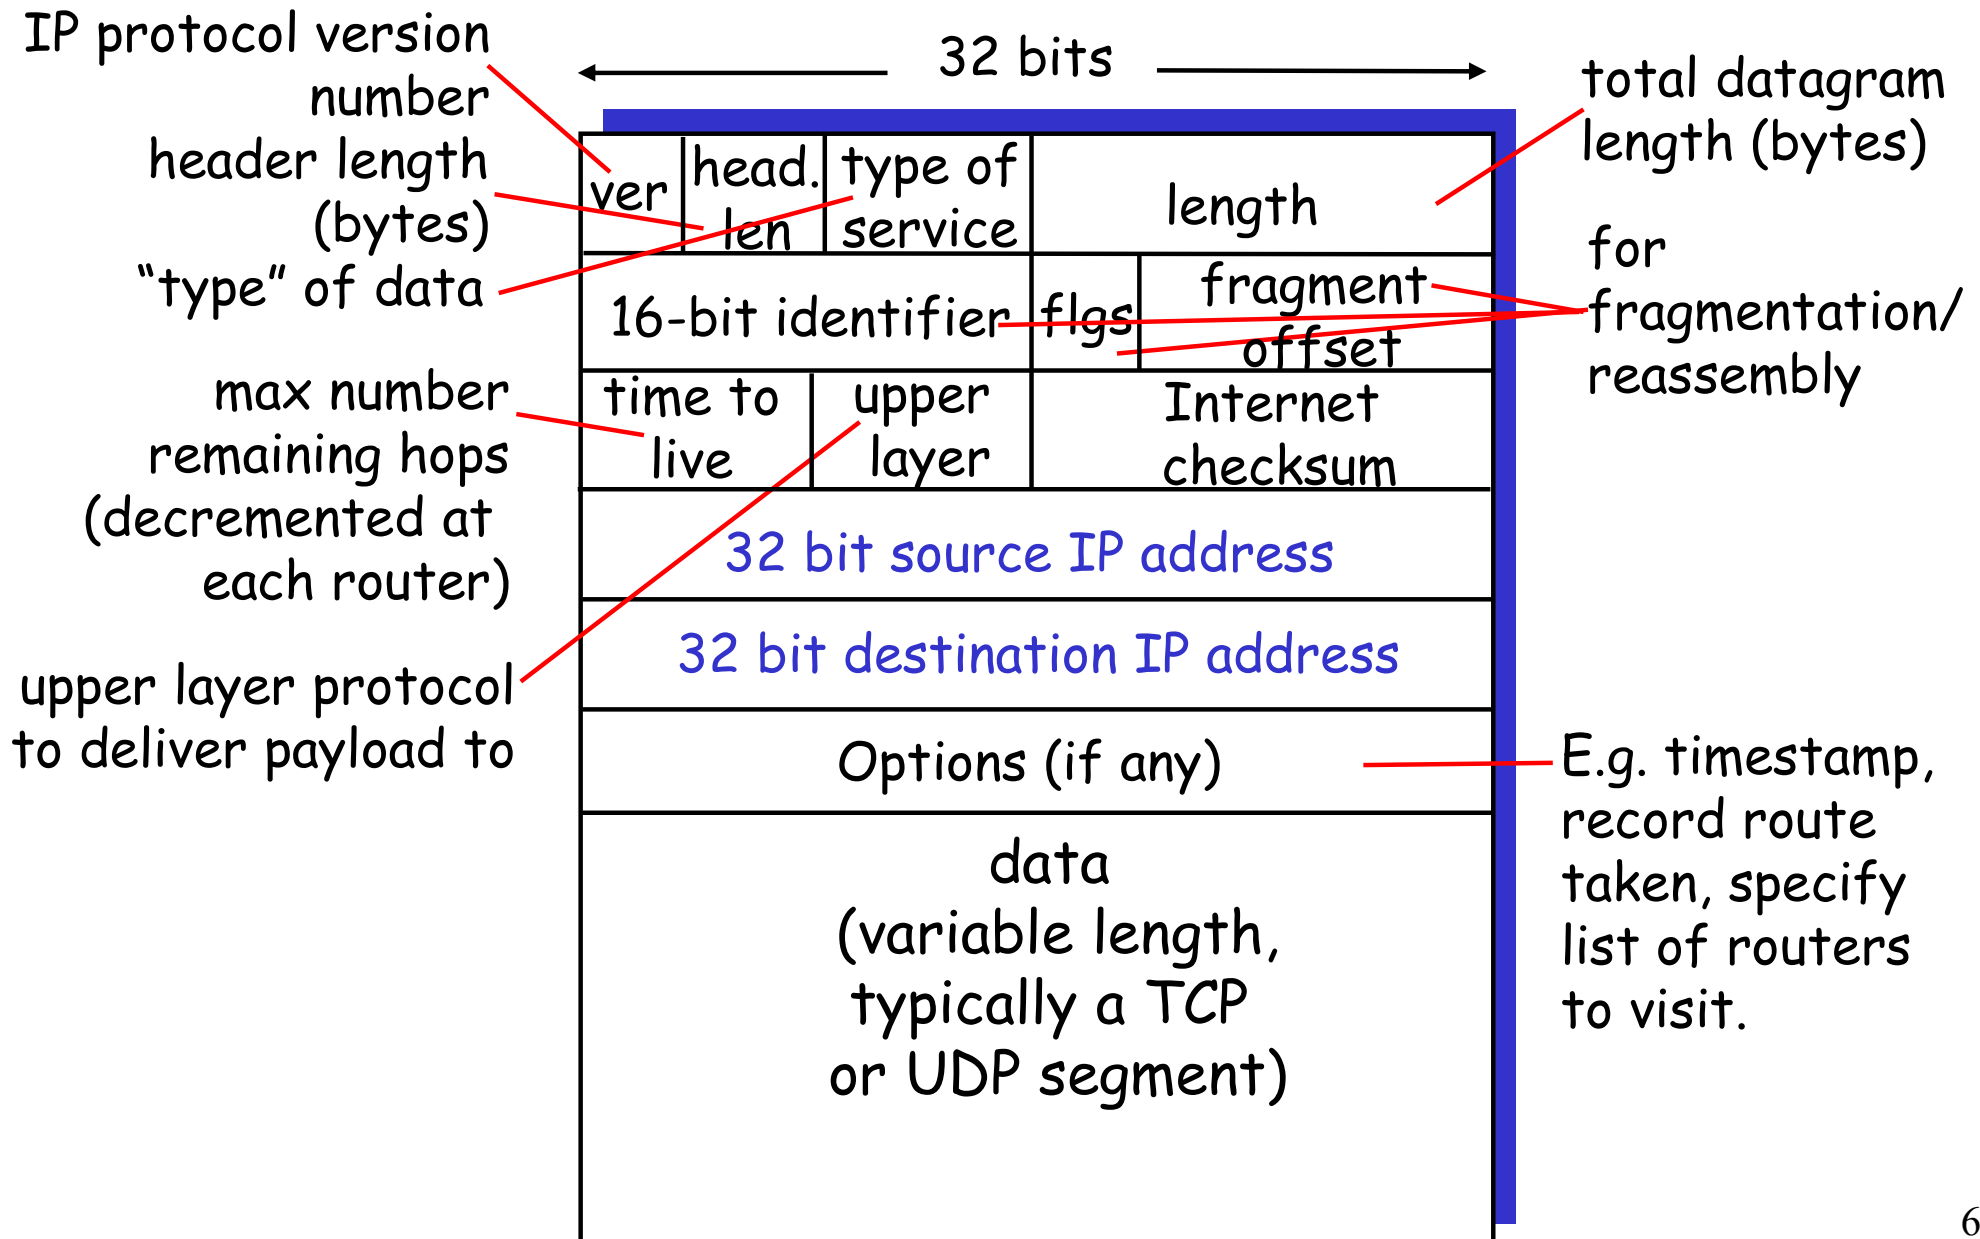 IP protocol version
number
header length
(bytes)
“type” of data
max number
remaining hops
(decremented at
each router)
upper layer protocol
to deliver payload to
32 bits
ver
head.
len
type of
service
length
16-bit identifier
flgs
fragment
offset
time to
live
upper
layer
Internet
checksum
32 bit source IP address
32 bit destination IP address
Options (if any)
data
(variable length,
typically a TCP
or UDP segment)
total datagram
length (bytes)
for
fragmentation/
reassembly
E.g. timestamp,
record route
taken, specify
list of routers
to visit.
6